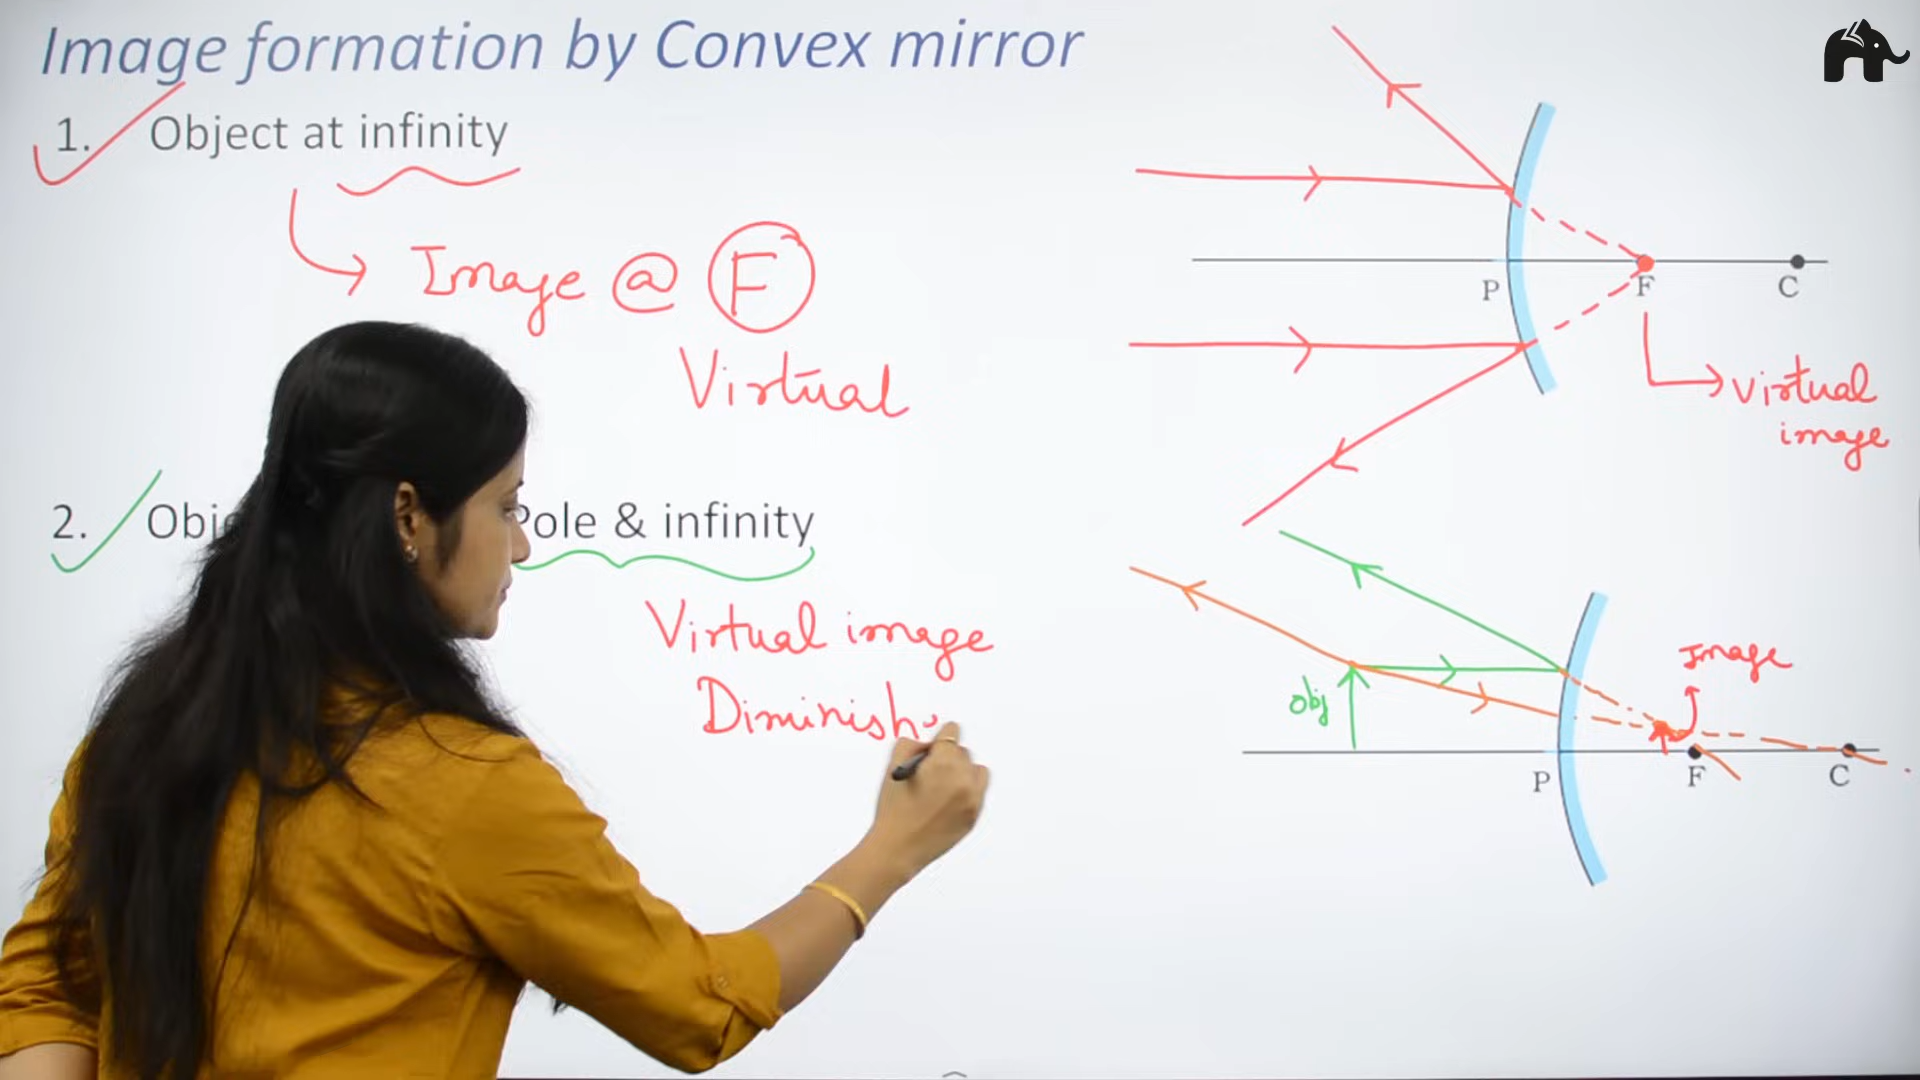 Image formation by Convex mirror
1. Object at infinity
Image @ F
Virtual
P F C
Virtual
image
2. Pole & infinity
Virtual image
Diminish
Obj
Image
P F C